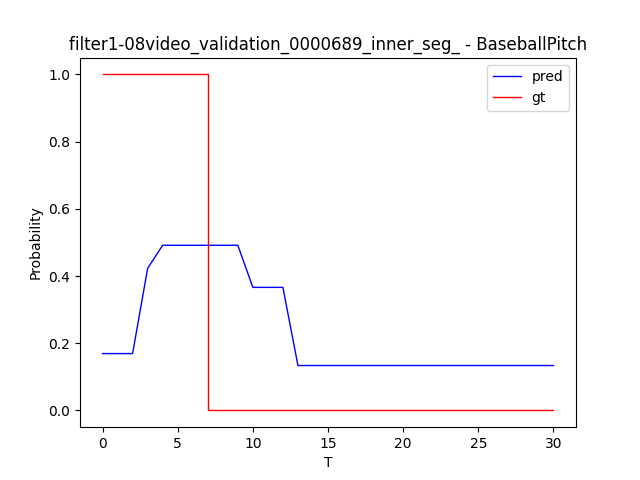 filter1-08video_validation_0000689_inner_seg_ - BaseballPitch
pred
gt
1.0
0.8
0.6
0.4
0.2
0.0
Probability
0
5
10
15
20
25
30
T